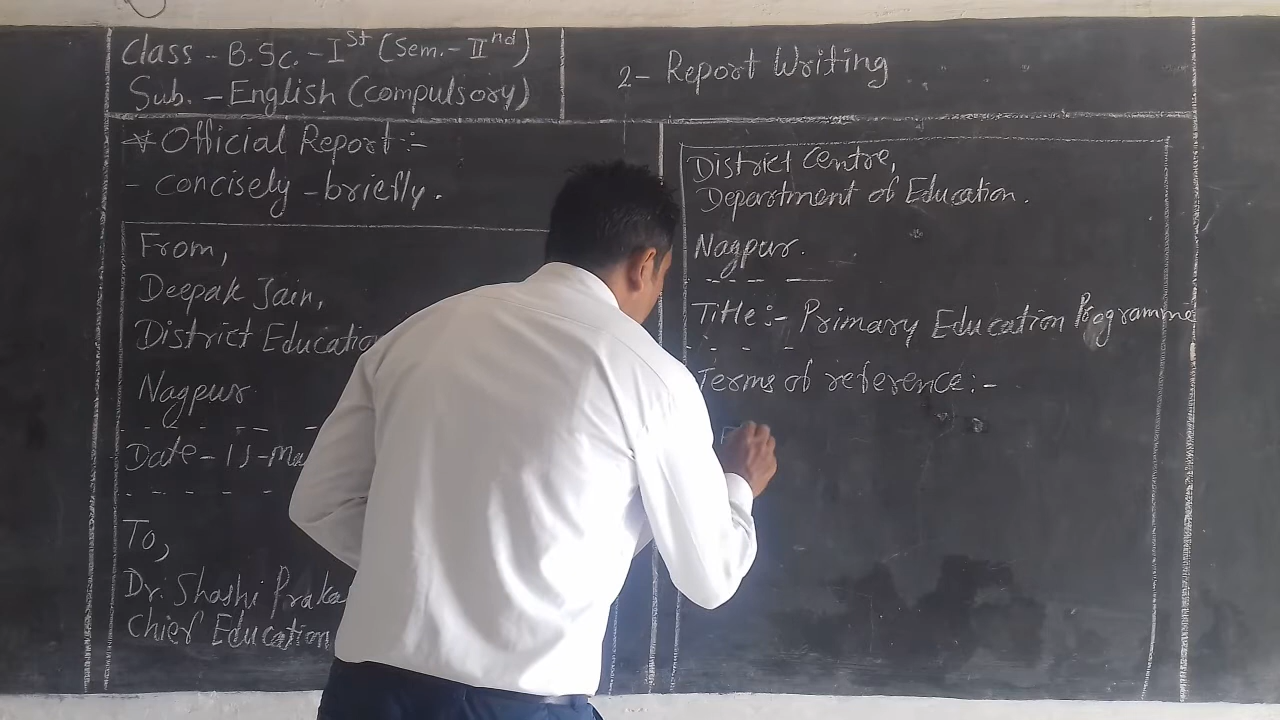 Class - B.Sc. - Ist (Sem. - IInd)
Sub. - English (compulsory)
2- Report Writing
* Official Report :-
- concisely - briefly.
From,
Deepak Jain,
District
Nagpur
Date - 15 -
To,
Dr. Shashi
Chief Education
District Centre,
Department of Education.
Nagpur.
Title :- Primary Education Programme
Terms of reference :-